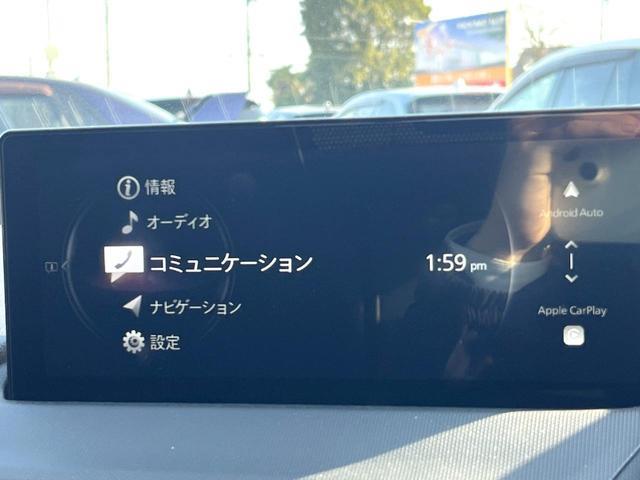 情報
オーディオ
コミュニケーション
ナビゲーション
設定
1:59 pm
Android Auto
Apple CarPlay